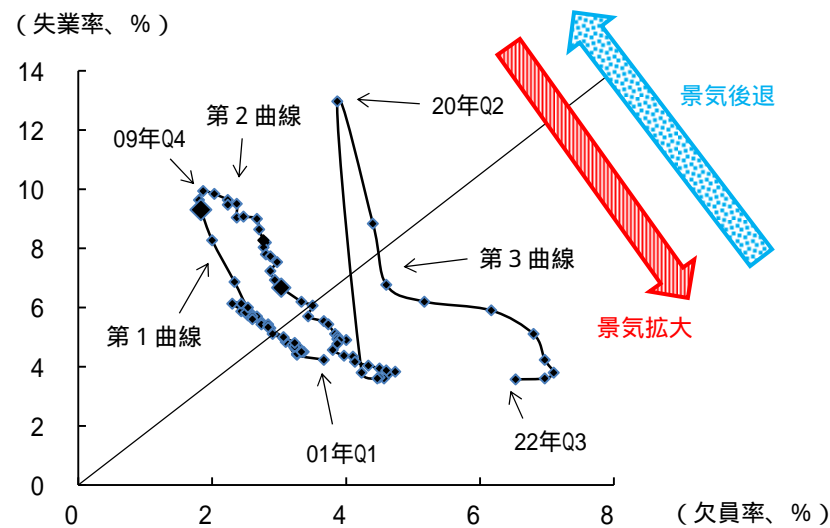 （失業率、％）
14
12
10
8
6
4
2
0
0
2
4
6
8
（欠員率、％）
09年Q4
第２曲線
20年Q2
景気後退
第３曲線
第１曲線
景気拡大
01年Q1
22年Q3